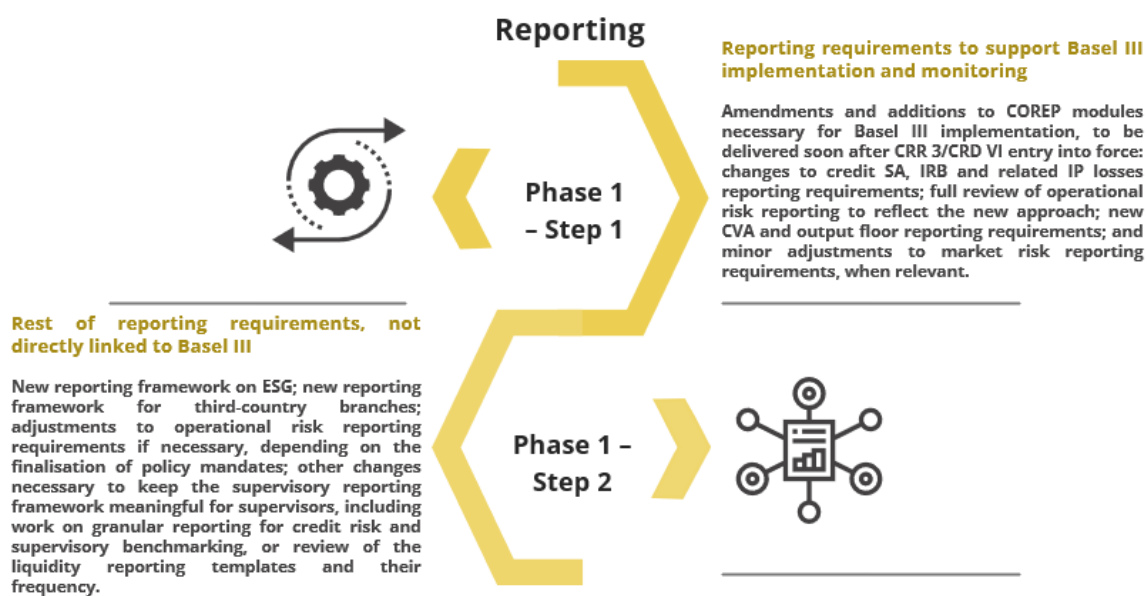 Reporting
Reporting requirements to support Basel III
implementation and monitoring
Amendments and additions to COREP modules
necessary for Basel III implementation, to be
delivered soon after CRR 3/CRD VI entry into force:
changes to credit SA, IRB and related IP losses
reporting requirements; full review of operational
risk reporting to reflect the new approach; new
CVA and output floor reporting requirements; and
minor adjustments to market risk reporting
requirements, when relevant.
Phase 1
– Step 1
Rest of reporting requirements, not
directly linked to Basel III
New reporting framework on ESG; new reporting
framework for third-country branches;
adjustments to operational risk reporting
requirements if necessary, depending on the
finalisation of policy mandates; other changes
necessary to keep the supervisory reporting
framework meaningful for supervisors, including
work on granular reporting for credit risk and
supervisory benchmarking, or review of the
liquidity reporting templates and their
frequency.
Phase 1 –
Step 2